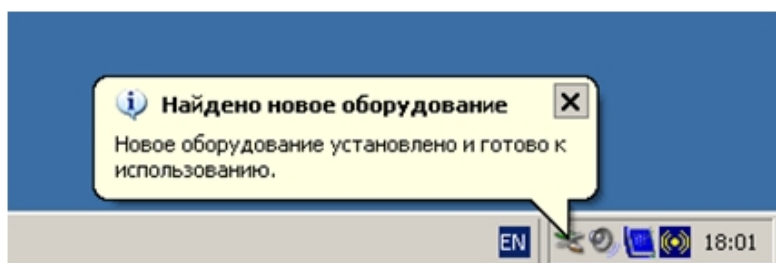 Найдено новое оборудование
Новое оборудование установлено и готово к
использованию.
EN
18:01